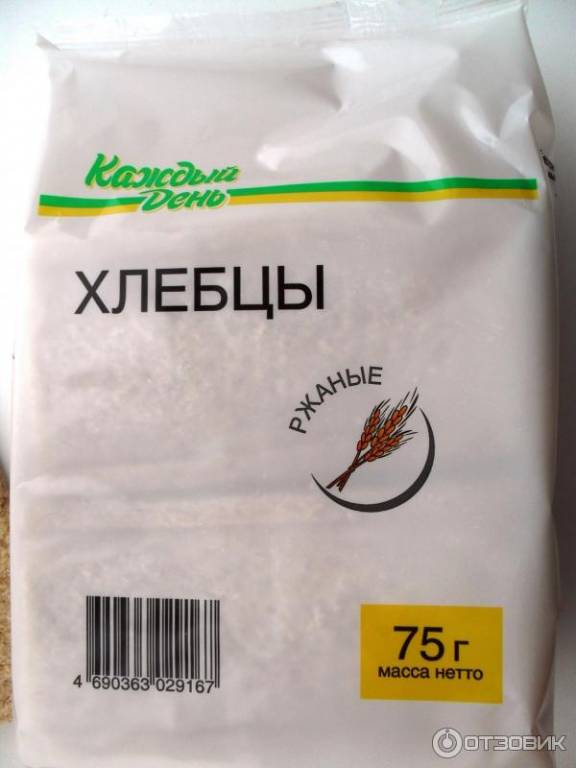 Каждый
День
ХЛЕБЦЫ
РЖАНЫЕ
75 г
масса нетто
4 690363 029167
ОТЗОВИК